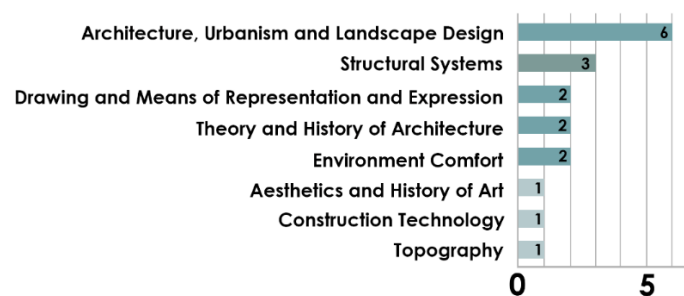 Architecture, Urbanism and Landscape Design 6
Structural Systems 3
Drawing and Means of Representation and Expression 2
Theory and History of Architecture 2
Environment Comfort 2
Aesthetics and History of Art 1
Construction Technology 1
Topography 1
0 5